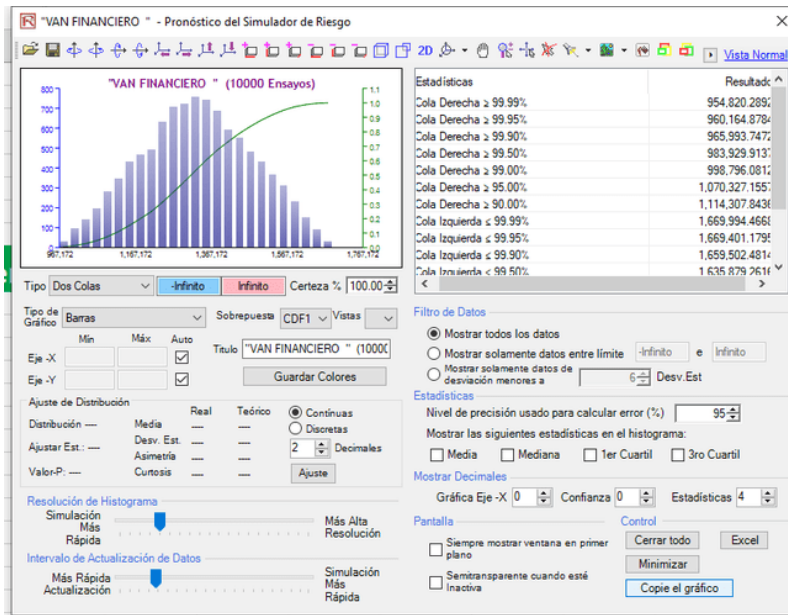 "VAN FINANCIERO " - Pronóstico del Simulador de Riesgo
2D
Vista Normal
"VAN FINANCIERO " (10000 Ensayos)
800
700
600
500
400
300
200
100
0
1.1
1.0
0.9
0.8
0.7
0.6
0.5
0.4
0.3
0.2
0.1
0.0
967,172 1,167,172 1,367,172 1,567,172 1,767,172
Estadísticas Resultado
Cola Derecha ≥ 99.99% 954,820.2892
Cola Derecha ≥ 99.95% 960,164.8784
Cola Derecha ≥ 99.90% 965,993.7472
Cola Derecha ≥ 99.50% 983,929.9137
Cola Derecha ≥ 99.00% 998,796.0812
Cola Derecha ≥ 95.00% 1,070,327.1557
Cola Derecha ≥ 90.00% 1,114,307.8436
Cola Izquierda ≤ 99.99% 1,669,994.4668
Cola Izquierda ≤ 99.95% 1,669,401.1795
Cola Izquierda ≤ 99.90% 1,659,502.4814
Cola Izquierda ≤ 99.50% 1,635,879.2616
Tipo Dos Colas -Infinito Infinito Certeza % 100.00
Tipo de Gráfico Barras Sobrepuesta CDF1 Vistas
Mín Máx Auto
Titulo "VAN FINANCIERO " (1000(
Eje -X
Eje -Y
Guardar Colores
Ajuste de Distribución
Real Teórico
Distribución ---- Media ---- ----
Ajustar Est.: ---- Desv. Est. ---- ----
Asimetría ---- ----
Valor-P: ---- Curtosis ---- ----
Contínuas
Discretas
2 Decimales
Ajuste
Resolución de Histograma
Simulación Más Rápida
Más Alta Resolución
Intervalo de Actualización de Datos
Más Rápida Actualización
Simulación Más Rápida
Filtro de Datos
Mostrar todos los datos
Mostrar solamente datos entre límite -Infinito e Infinito
Mostrar solamente datos de desviación menores a 6 Desv.Est
Estadísticas
Nivel de precisión usado para calcular error (%) 95
Mostrar las siguientes estadísticas en el histograma:
Media Mediana 1er Cuartil 3ro Cuartil
Mostrar Decimales
Gráfica Eje -X 0 Confianza 0 Estadísticas 4
Pantalla
Siempre mostrar ventana en primer plano
Semitransparente cuando esté Inactiva
Control
Cerrar todo Excel
Minimizar
Copie el gráfico